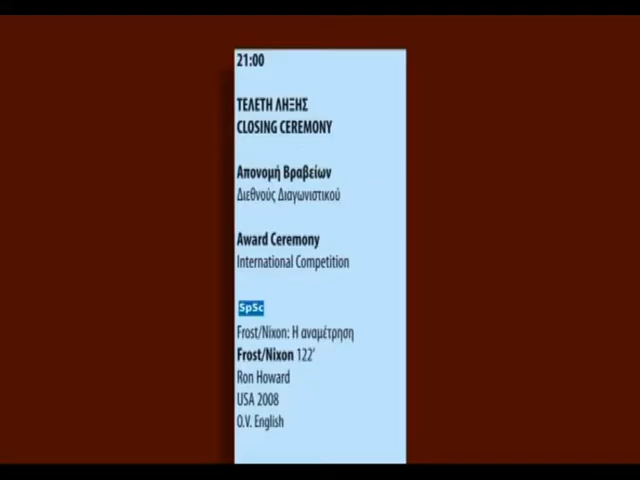 21:00
ΤΕΛΕΤΗ ΛΗΞΗΣ
CLOSING CEREMONY
Απονομή Βραβείων
Διεθνούς Διαγωνιστικού
Award Ceremony
International Competition
SpSc
Frost/Nixon: Η αναμέτρηση
Frost/Nixon 122’
Ron Howard
USA 2008
O.V. English